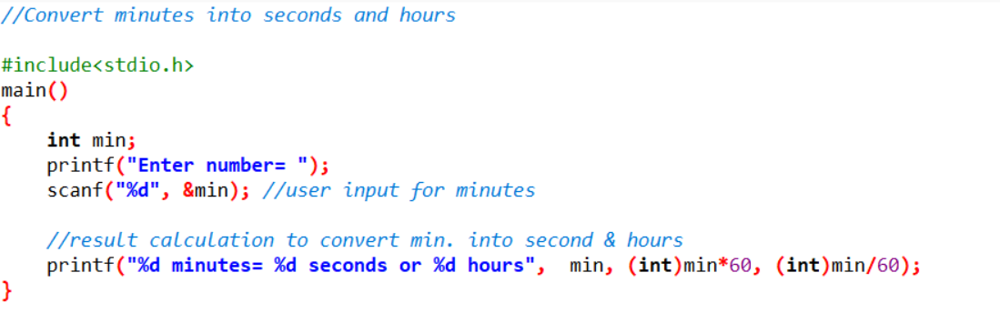 //Convert minutes into seconds and hours
#include<stdio.h>
main()
{
int min;
printf("Enter number= ");
scanf("%d", &min); //user input for minutes
//result calculation to convert min. into second & hours
printf("%d minutes= %d seconds or %d hours",  min, (int)min*60, (int)min/60);
}